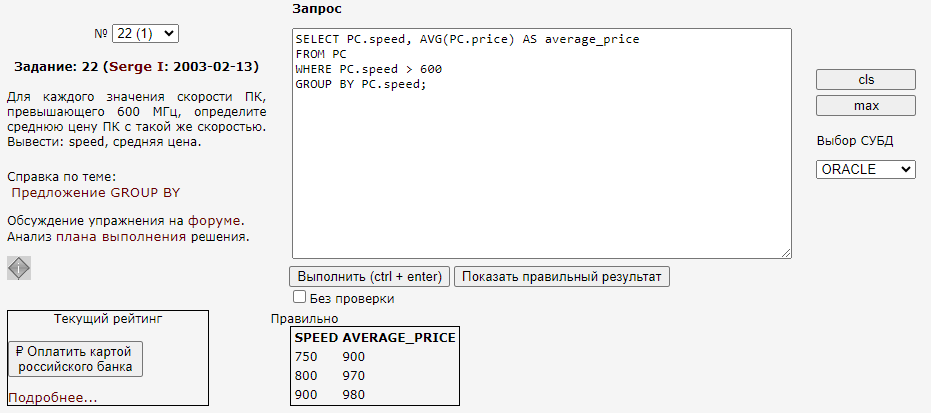 № 22 (1)
Задание: 22 (Serge I: 2003-02-13)
Для каждого значения скорости ПК,
превышающего 600 МГц, определите
среднюю цену ПК с такой же скоростью.
Вывести: speed, средняя цена.
Справка по теме:
Предложение GROUP BY
Обсуждение упражнения на форуме.
Анализ плана выполнения решения.
Текущий рейтинг
₽ Оплатить картой
российского банка
Подробнее...
Запрос
SELECT PC.speed, AVG(PC.price) AS average_price
FROM PC
WHERE PC.speed > 600
GROUP BY PC.speed;
Выполнить (ctrl + enter) Показать правильный результат
Без проверки
Правильно
SPEED AVERAGE_PRICE
750 900
800 970
900 980
cls
max
Выбор СУБД
ORACLE